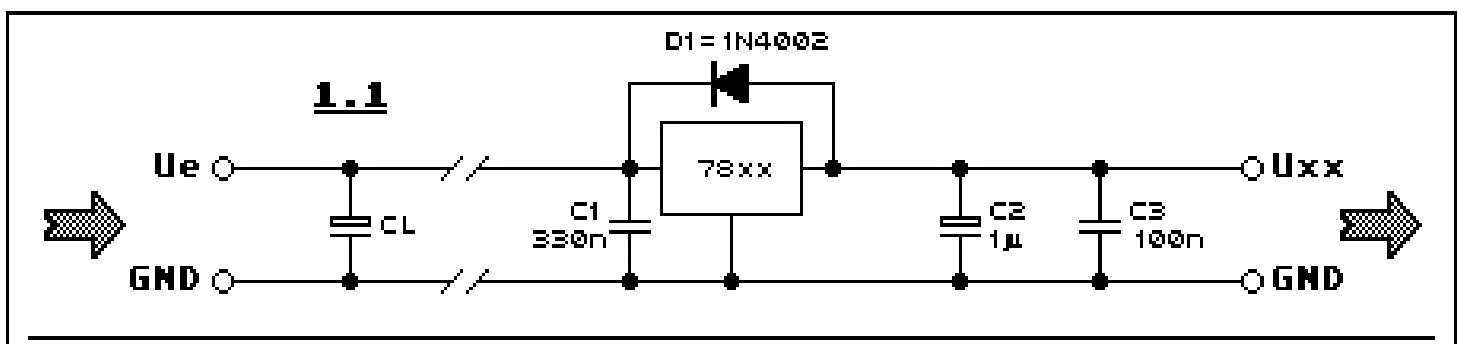 D1=1N4002
1.1
Ue
78xx
Uxx
CL
C1
330n
C2
1µ
C3
100n
GND
GND